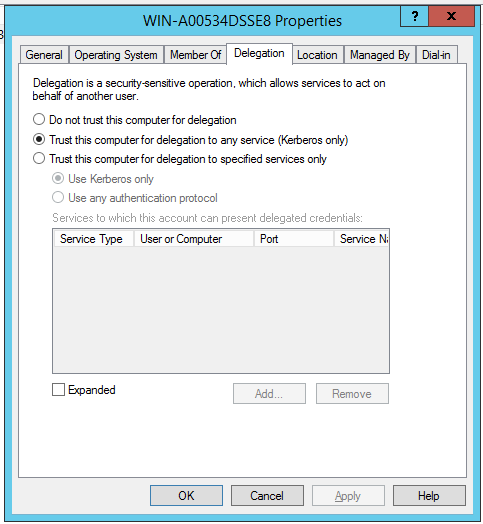 WIN-A00534DSSE8 Properties
?
x
General
Operating System
Member Of
Delegation
Location
Managed By
Dial-in
Delegation is a security-sensitive operation, which allows services to act on
behalf of another user.
Do not trust this computer for delegation
Trust this computer for delegation to any service (Kerberos only)
Trust this computer for delegation to specified services only
Use Kerberos only
Use any authentication protocol
Services to which this account can present delegated credentials:
Service Type
User or Computer
Port
Service Na
Expanded
Add...
Remove
OK
Cancel
Apply
Help